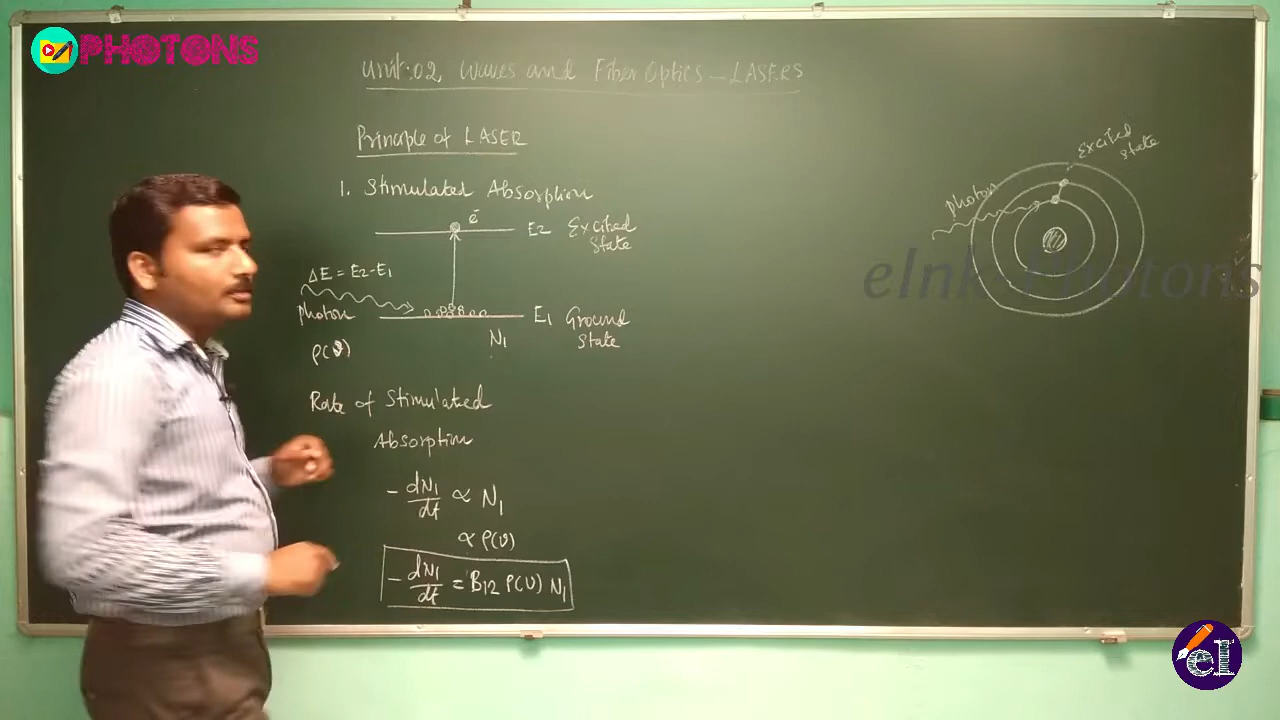 PHOTONS
Unit:02 Waves and Fiber Optics - LASERS
Principle of LASER
1. Stimulated Absorption
e-
E2 Excited State
ΔE = E2-E1
Photon
E1 Ground State
N1
ρ(υ)
Rate of Stimulated
Absorption
- dN1/dt ∝ N1
∝ ρ(υ)
- dN1/dt = B12 ρ(υ) N1
Excited
State
photon
eInk-Photons
eI